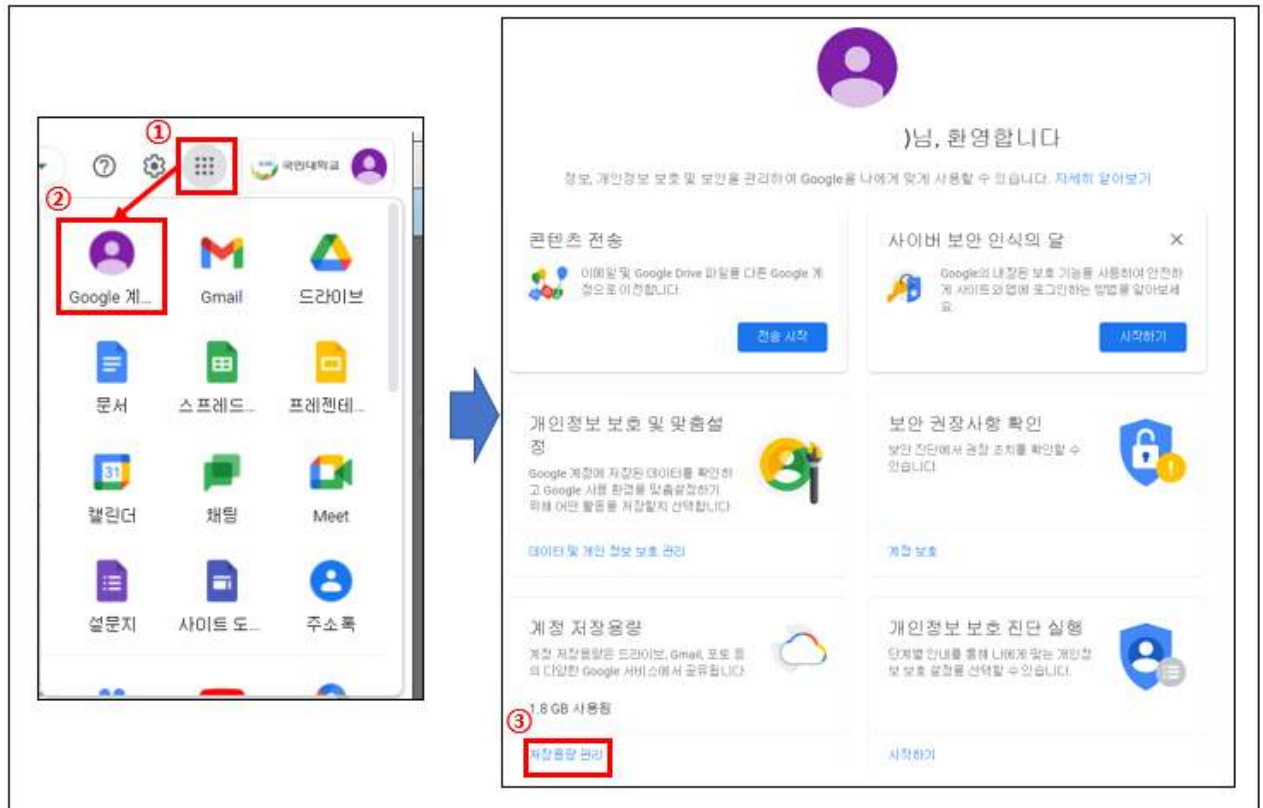 ①
국민대학교
②
Google 계...
Gmail
드라이브
문서
스프레드...
프레젠테...
31
캘린더
채팅
Meet
설문지
사이트 도...
주소록
)님, 환영합니다
정보, 개인정보 보호 및 보안을 관리하여 Google을 나에게 맞게 사용할 수 있습니다. 자세히 알아보기
콘텐츠 전송
이메일 및 Google Drive 파일을 다른 Google 계
정으로 이전합니다.
전송 시작
사이버 보안 인식의 달
Google의 내장된 보호 기능을 사용하여 안전하
게 사이트와 앱에 로그인하는 방법을 알아보세
요.
시작하기
개인정보 보호 및 맞춤설
정
Google 계정에 저장된 데이터를 확인하
고 Google 사용 환경을 맞춤설정하기
위해 어떤 활동을 저장할지 선택합니다
데이터 및 개인 정보 보호 관리
보안 권장사항 확인
보안 진단에서 권장 조치를 확인할 수
있습니다.
계정 보호
계정 저장용량
계정 저장용량은 드라이브, Gmail, 포토 등
의 다양한 Google 서비스에서 공유됩니다
1.8 GB 사용됨
③
저장용량 관리
개인정보 보호 진단 실행
단계별 안내를 통해 나에게 맞는 개인정
보 보호 설정을 선택할 수 있습니다.
시작하기